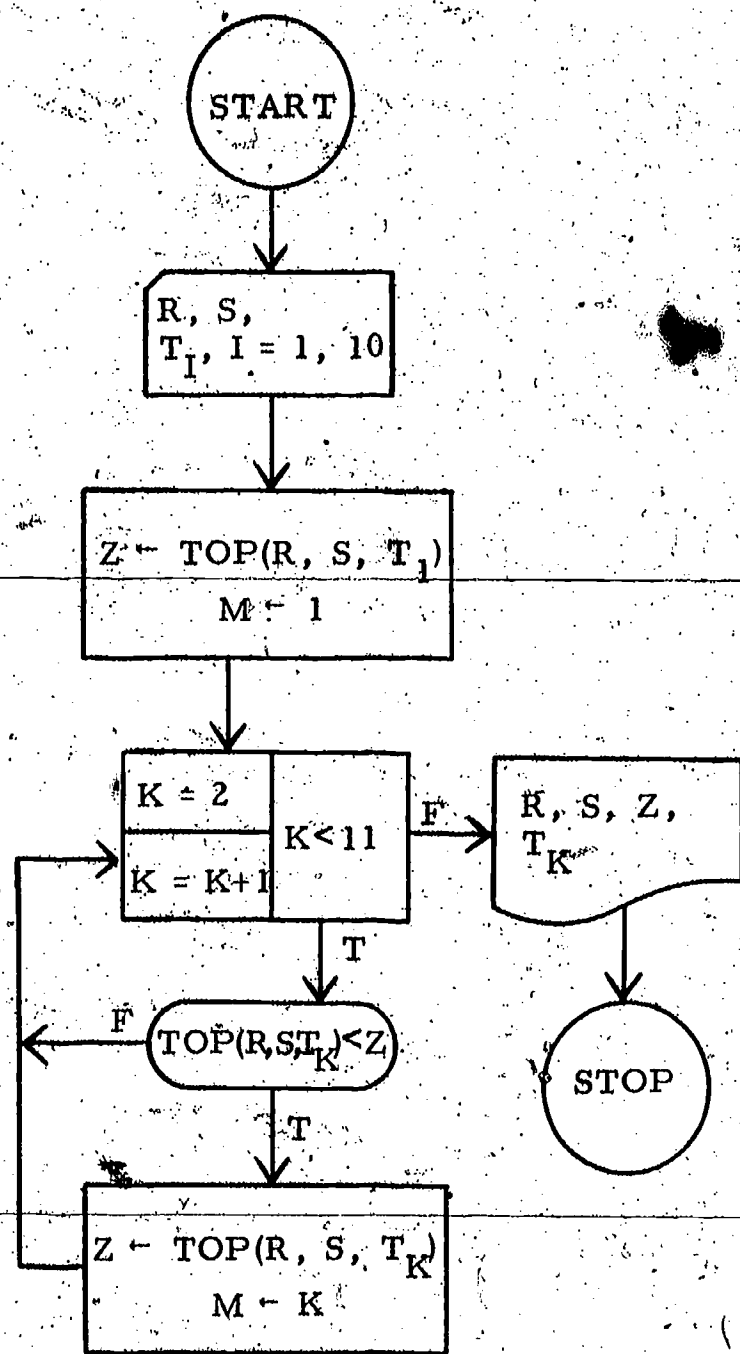 START
R, S,
T_I, I = 1, 10
Z ← TOP(R, S, T_1)
M ← 1
K = 2
K = K+1
K<11
F
R, S, Z,
T_K
T
F
TOP(R,S,T_K)<Z
STOP
T
Z ← TOP(R, S, T_K)
M ← K